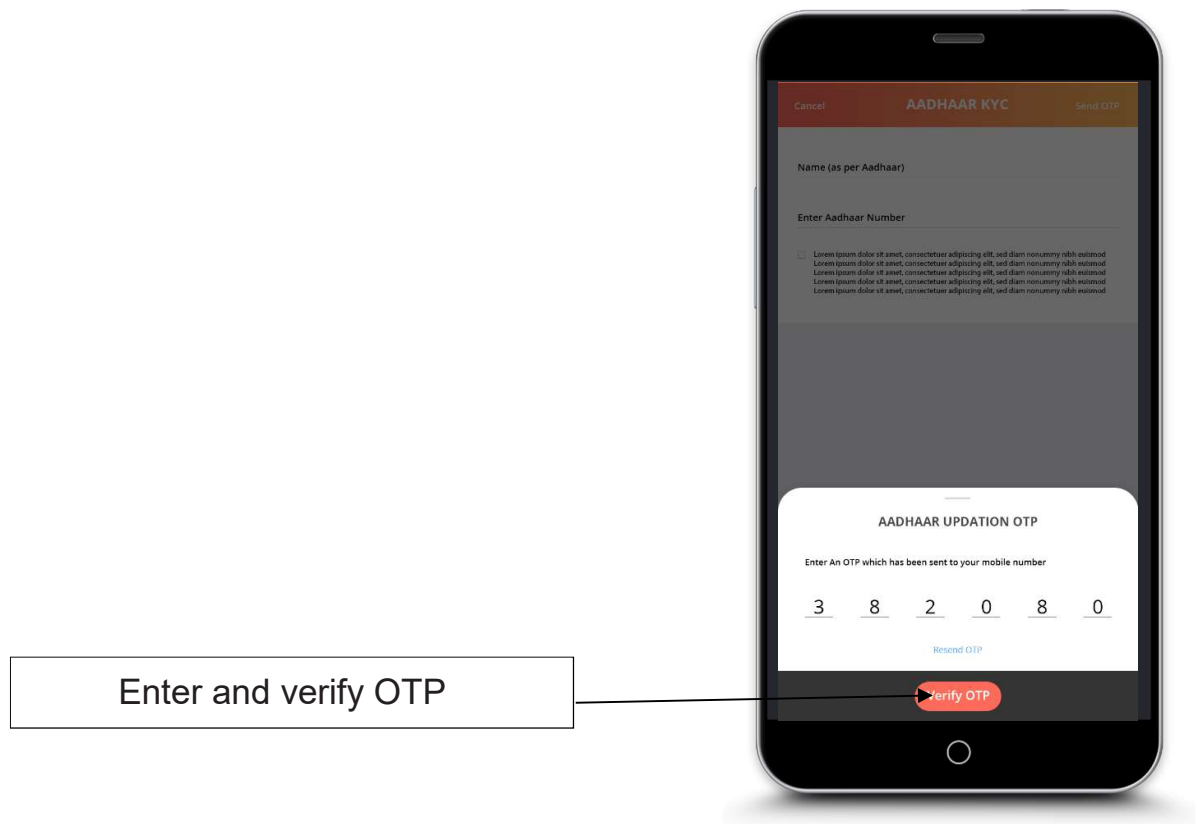 Cancel AADHAAR KYC Send OTP
Name (as per Aadhaar)
Enter Aadhaar Number
Lorem ipsum dolor sit amet, consectetuer adipiscing elit, sed diam nonummy nibh euismod
Lorem ipsum dolor sit amet, consectetuer adipiscing elit, sed diam nonummy nibh euismod
Lorem ipsum dolor sit amet, consectetuer adipiscing elit, sed diam nonummy nibh euismod
Lorem ipsum dolor sit amet, consectetuer adipiscing elit, sed diam nonummy nibh euismod
Lorem ipsum dolor sit amet, consectetuer adipiscing elit, sed diam nonummy nibh euismod
AADHAAR UPDATION OTP
Enter An OTP which has been sent to your mobile number
3 8 2 0 8 0
Resend OTP
Enter and verify OTP
Verify OTP